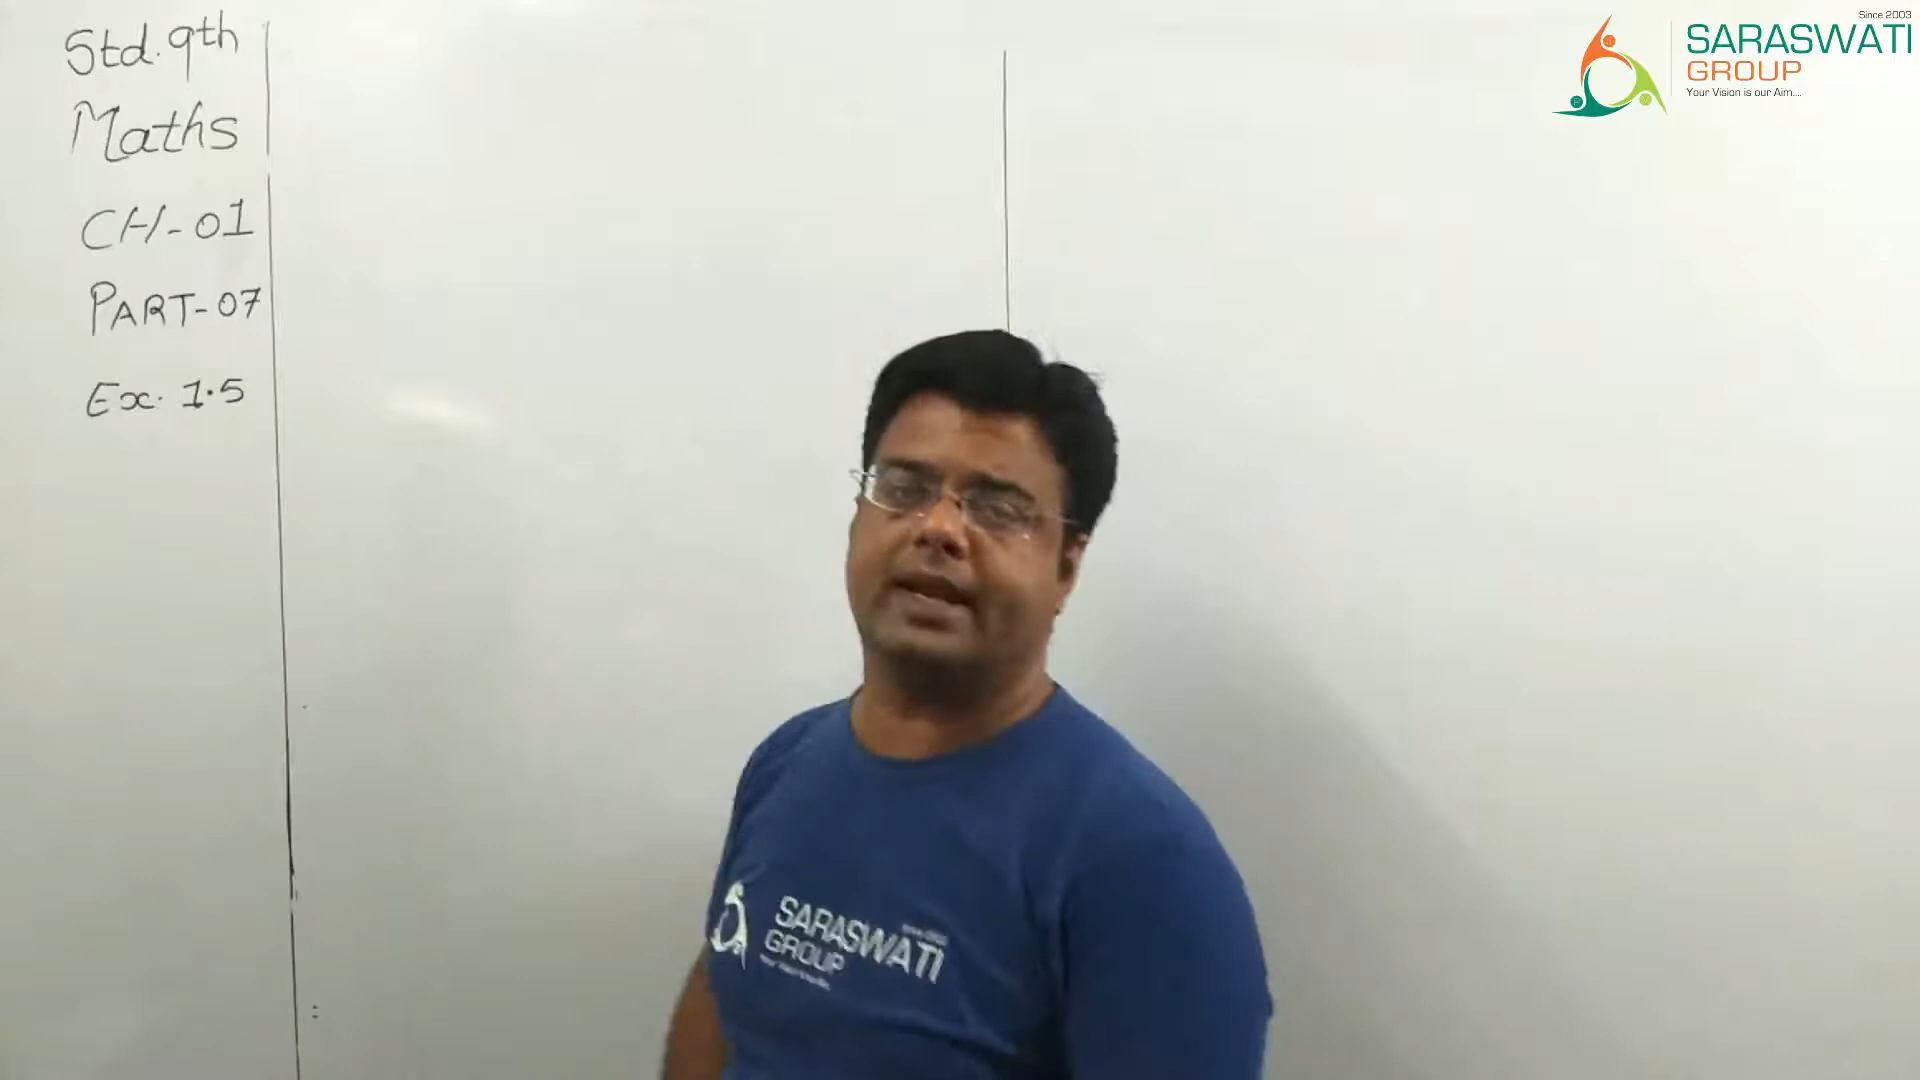 Std. 9th
Maths
CH-01
PART-07
Ex. 1.5
Since 2003
SARASWATI
GROUP
Your Vision is our Aim....
SARASWATI
GROUP